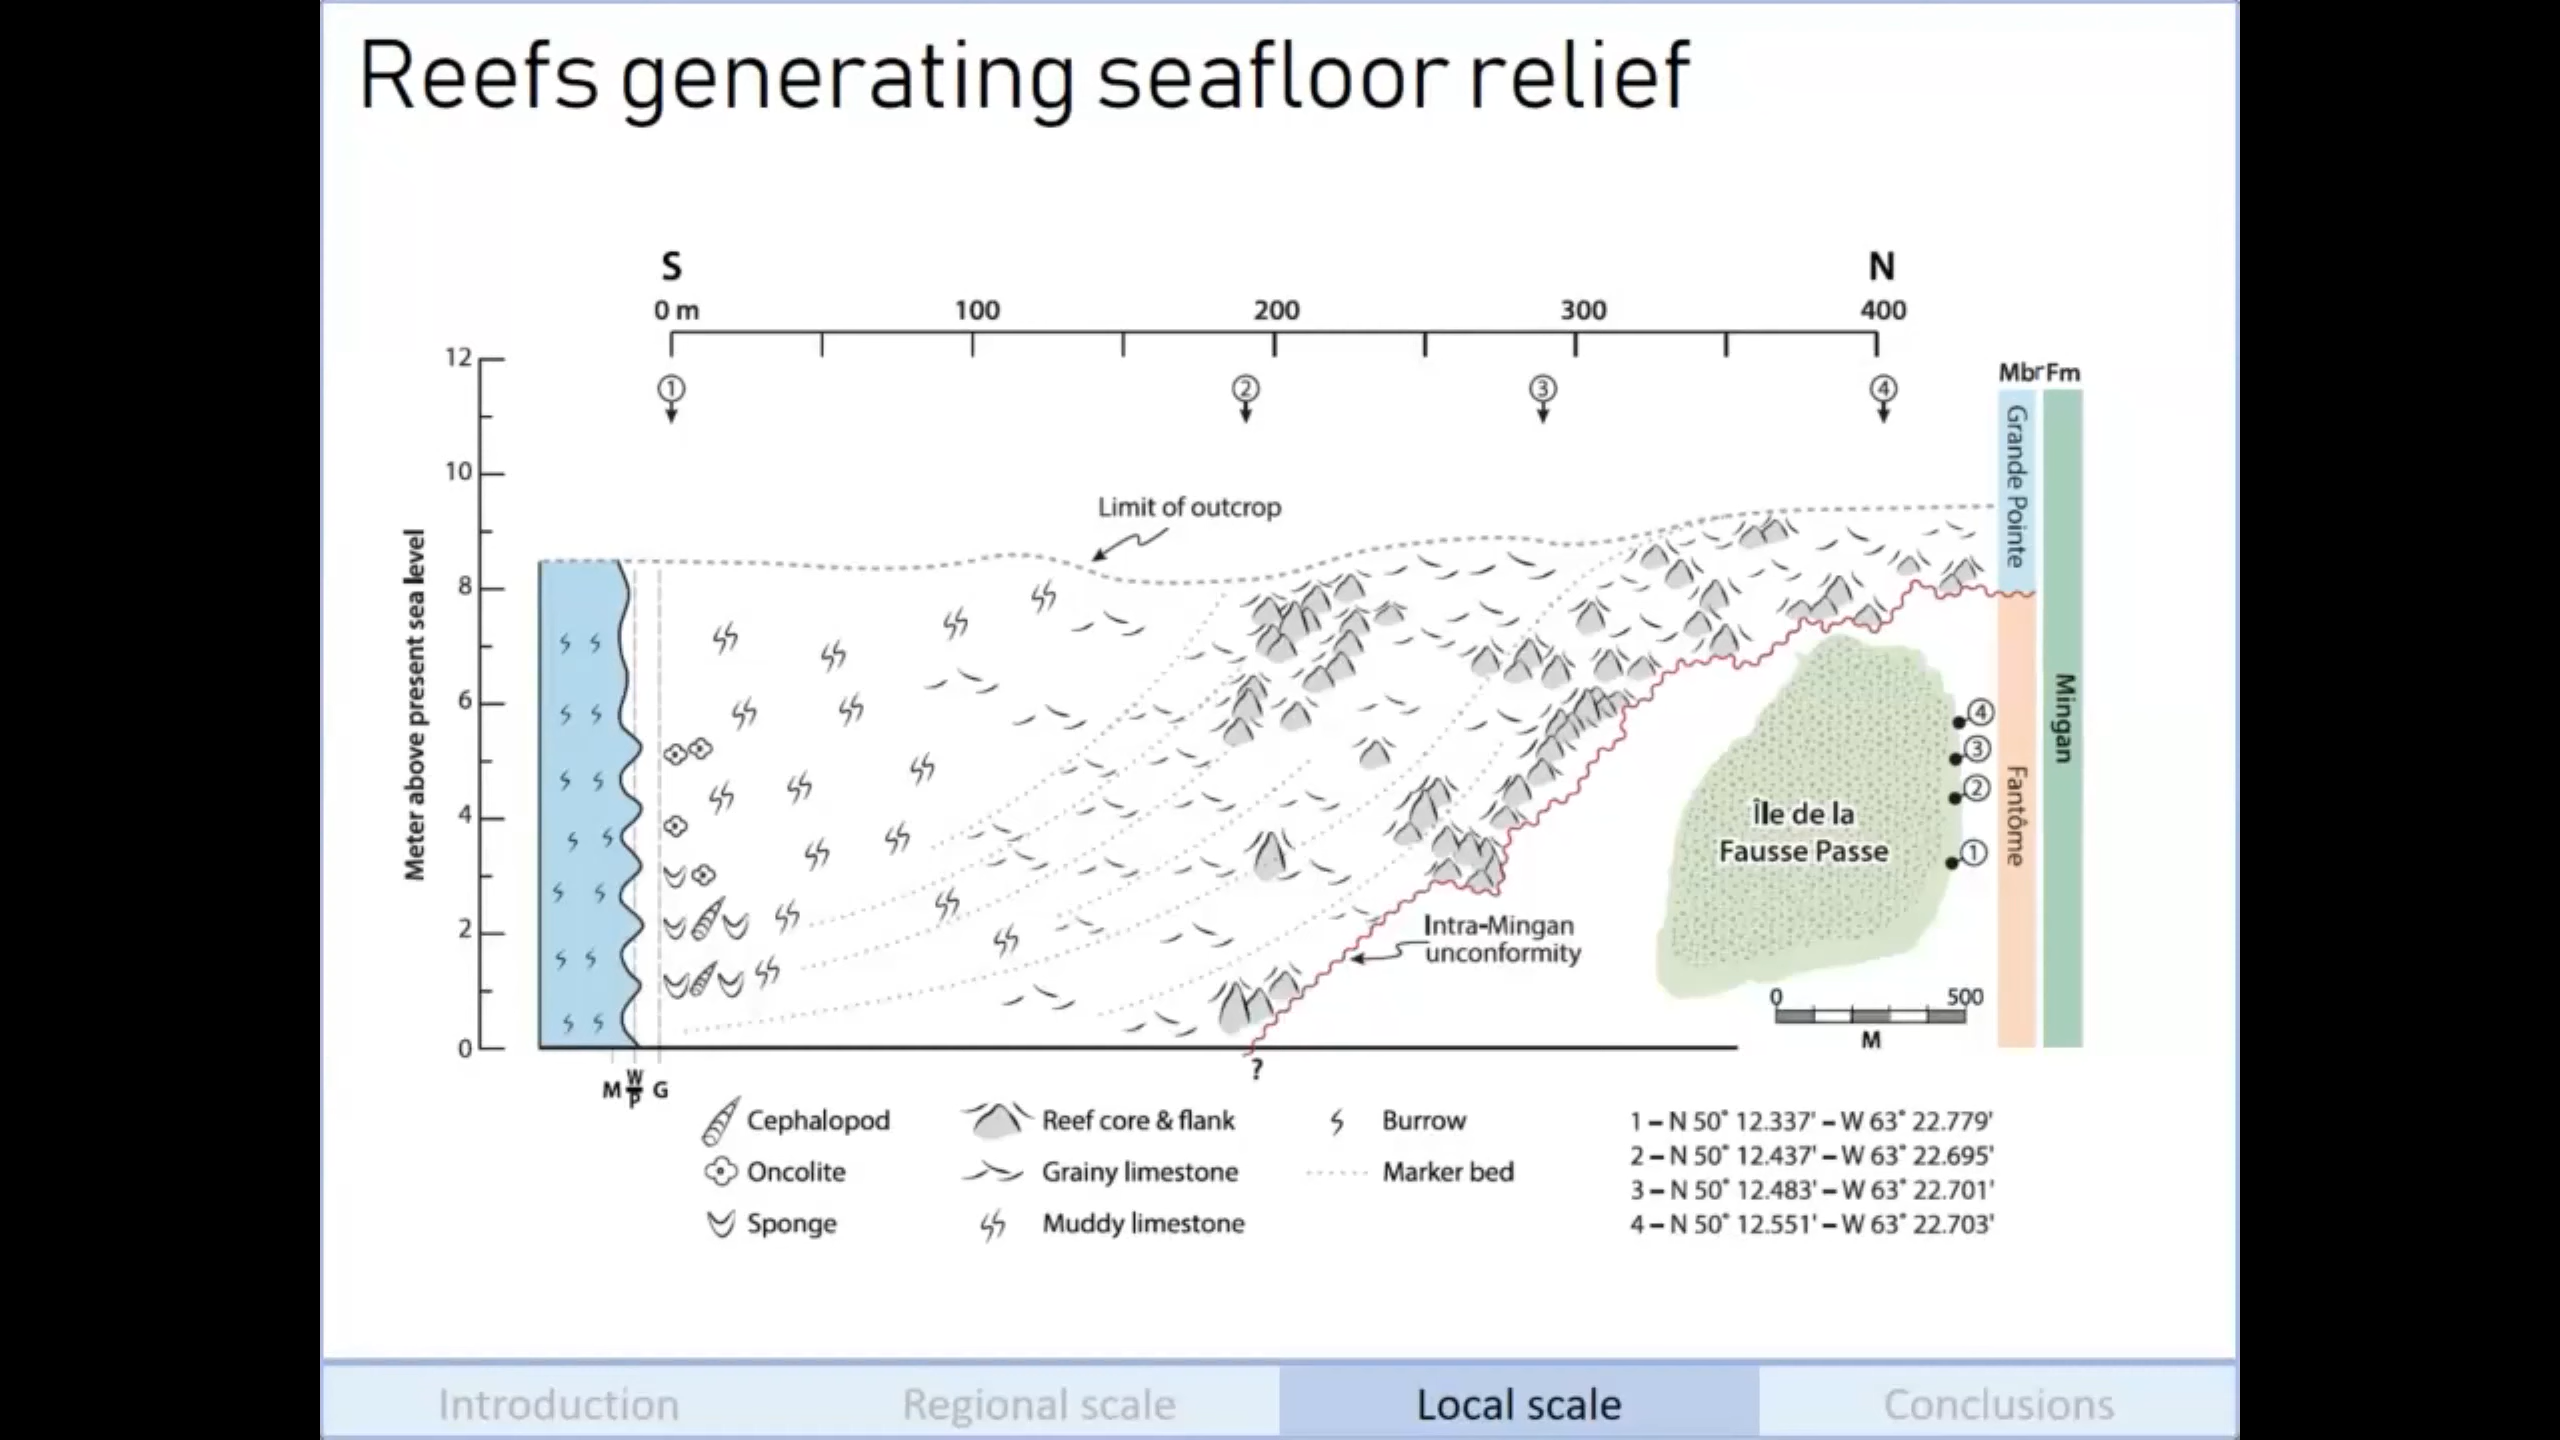 Reefs generating seafloor relief
S
N
0 m
100
200
300
400
12
10
8
6
4
2
0
Meter above present sea level
1
2
3
4
Mbr Fm
Grande Pointe
Fantôme
Mingan
Limit of outcrop
Intra-Mingan
unconformity
Île de la
Fausse Passe
4
3
2
1
0
500
M
?
M W P G
Cephalopod
Oncolite
Sponge
Reef core & flank
Grainy limestone
Muddy limestone
Burrow
Marker bed
1 – N 50° 12.337' – W 63° 22.779'
2 – N 50° 12.437' – W 63° 22.695'
3 – N 50° 12.483' – W 63° 22.701'
4 – N 50° 12.551' – W 63° 22.703'
Introduction
Regional scale
Local scale
Conclusions